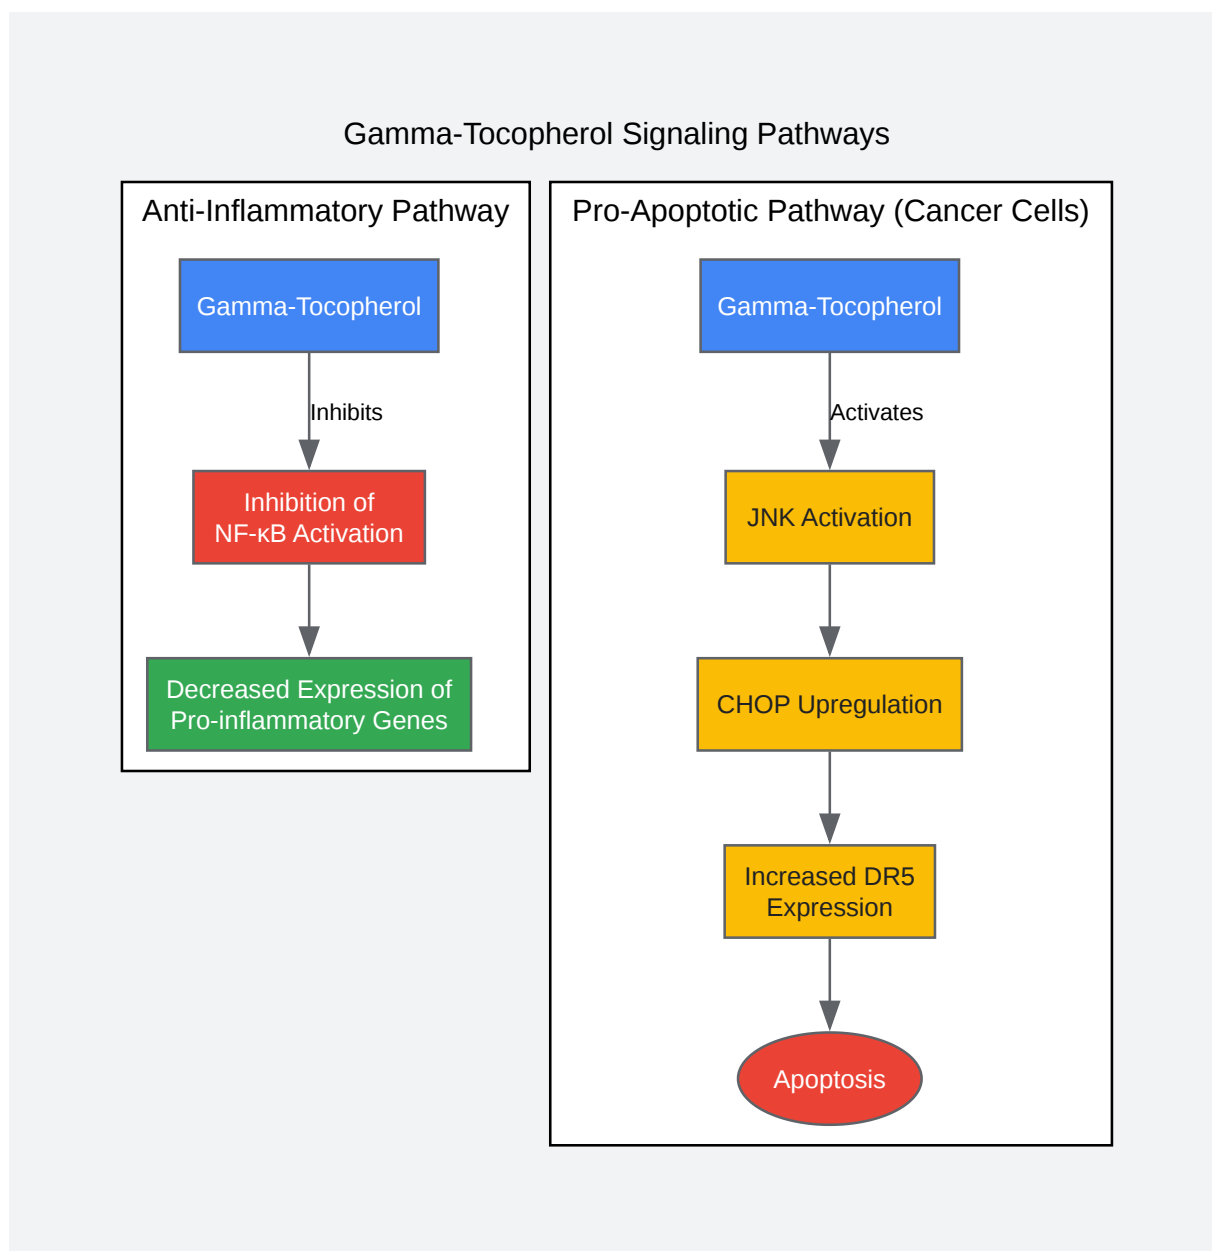 Gamma-Tocopherol Signaling Pathways
Anti-Inflammatory Pathway
Gamma-Tocopherol
Inhibits
Inhibition of
NF-κB Activation
Decreased Expression of
Pro-inflammatory Genes
Pro-Apoptotic Pathway (Cancer Cells)
Gamma-Tocopherol
Activates
JNK Activation
CHOP Upregulation
Increased DR5
Expression
Apoptosis